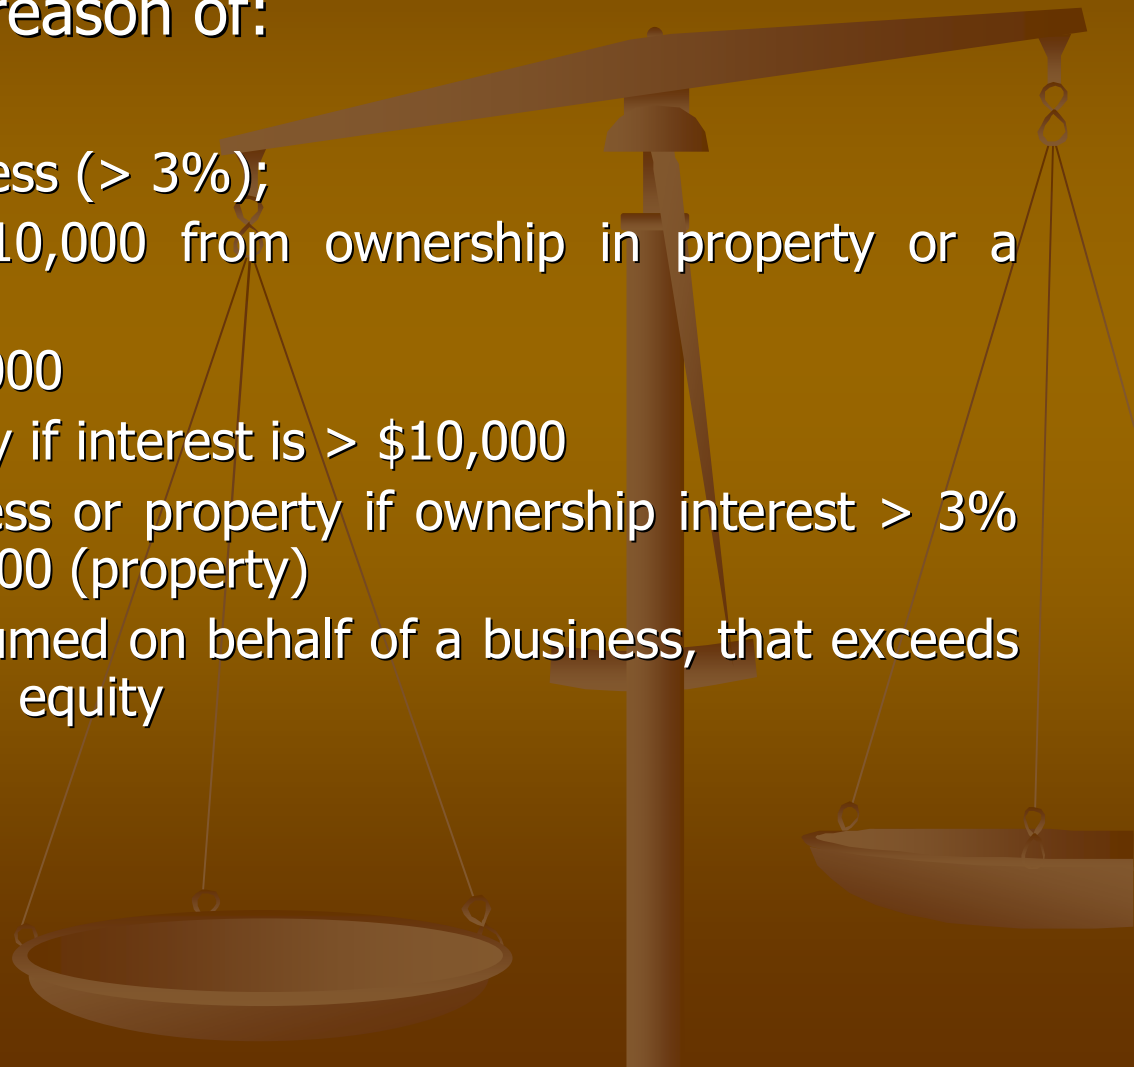 reason of:
ess (> 3%);
10,000 from ownership in property or a
000
y if interest is > $10,000
ess or property if ownership interest > 3%
00 (property)
umed on behalf of a business, that exceeds
equity